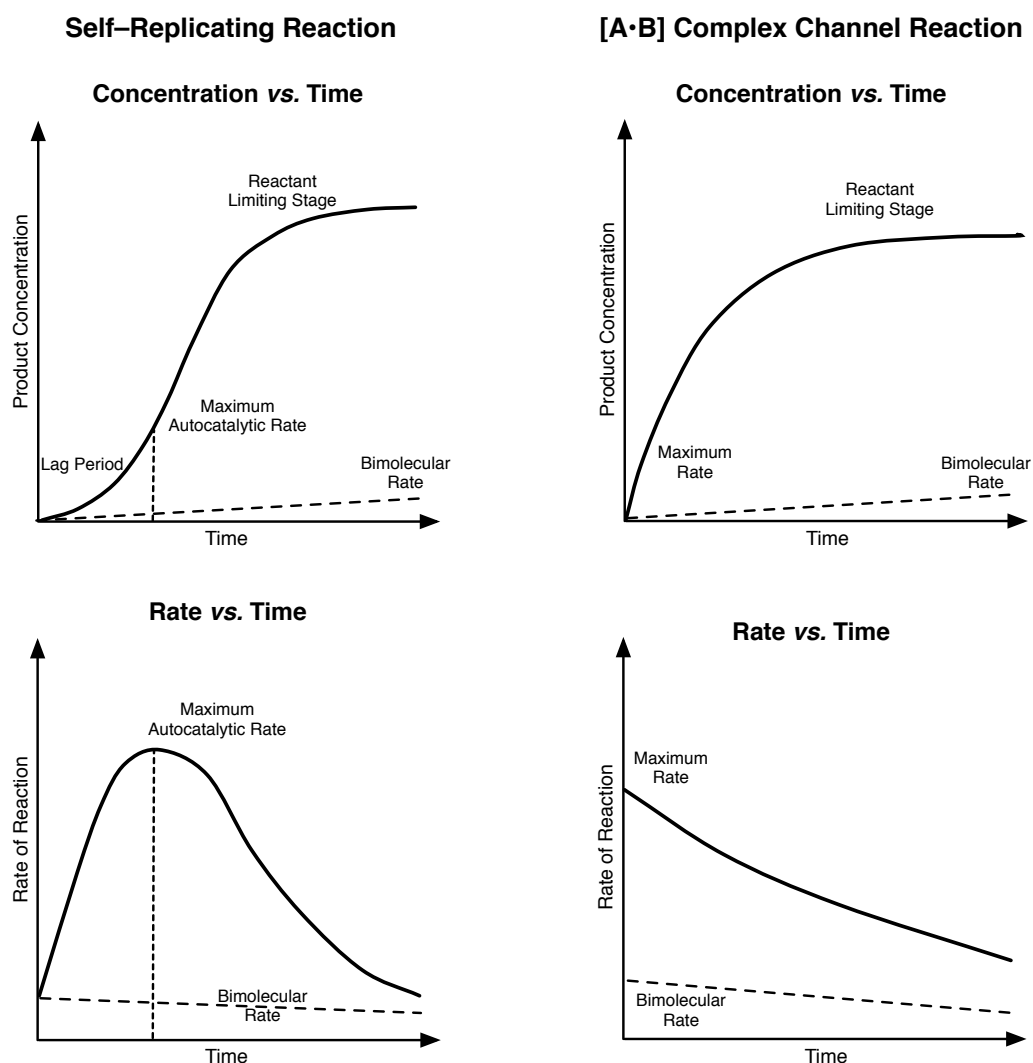 Self–Replicating Reaction
Concentration vs. Time
Product Concentration
Reactant
Limiting Stage
Maximum
Autocatalytic Rate
Lag Period
Bimolecular
Rate
Time
[A•B] Complex Channel Reaction
Concentration vs. Time
Product Concentration
Reactant
Limiting Stage
Maximum
Rate
Bimolecular
Rate
Time
Rate vs. Time
Rate of Reaction
Maximum
Autocatalytic Rate
Bimolecular
Rate
Time
Rate vs. Time
Rate of Reaction
Maximum
Rate
Bimolecular
Rate
Time